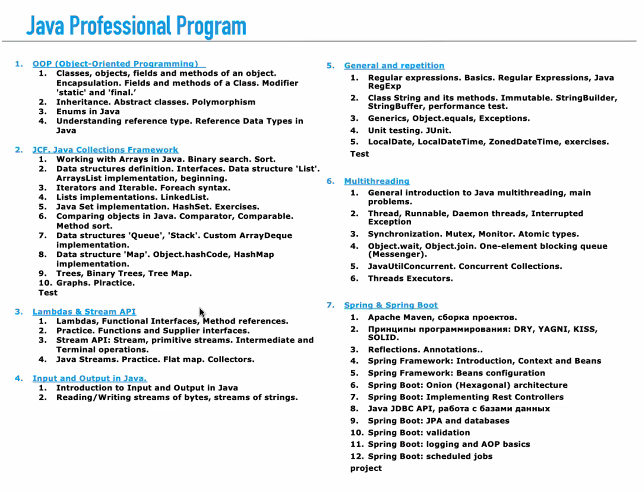 Java Professional Program
1. OOP (Object-Oriented Programming)
1. Classes, objects, fields and methods of an object.
Encapsulation. Fields and methods of a Class. Modifier
'static' and 'final.’
2. Inheritance. Abstract classes. Polymorphism
3. Enums in Java
4. Understanding reference type. Reference Data Types in
Java
2. JCF. Java Collections Framework
1. Working with Arrays in Java. Binary search. Sort.
2. Data structures definition. Interfaces. Data structure 'List'.
ArraysList implementation, beginning.
3. Iterators and Iterable. Foreach syntax.
4. Lists implementations. LinkedList.
5. Java Set implementation. HashSet. Exercises.
6. Comparing objects in Java. Comparator, Comparable.
Method sort.
7. Data structures 'Queue', 'Stack'. Custom ArrayDeque
implementation.
8. Data structure 'Map'. Object.hashCode, HashMap
implementation.
9. Trees, Binary Trees, Tree Map.
10. Graphs. Plractice.
Test
3. Lambdas & Stream API
1. Lambdas, Functional Interfaces, Method references.
2. Practice. Functions and Supplier interfaces.
3. Stream API: Stream, primitive streams. Intermediate and
Terminal operations.
4. Java Streams. Practice. Flat map. Collectors.
4. Input and Output in Java.
1. Introduction to Input and Output in Java
2. Reading/Writing streams of bytes, streams of strings.
5. General and repetition
1. Regular expressions. Basics. Regular Expressions, Java
RegExp
2. Class String and its methods. Immutable. StringBuilder,
StringBuffer, performance test.
3. Generics, Object.equals, Exceptions.
4. Unit testing. JUnit.
5. LocalDate, LocalDateTime, ZonedDateTime, exercises.
Test
6. Multithreading
1. General introduction to Java multithreading, main
problems.
2. Thread, Runnable, Daemon threads, Interrupted
Exception
3. Synchronization. Mutex, Monitor. Atomic types.
4. Object.wait, Object.join. One-element blocking queue
(Messenger).
5. JavaUtilConcurrent. Concurrent Collections.
6. Threads Executors.
7. Spring & Spring Boot
1. Apache Maven, сборка проектов.
2. Принципы программирования: DRY, YAGNI, KISS,
SOLID.
3. Reflections. Annotations..
4. Spring Framework: Introduction, Context and Beans
5. Spring Framework: Beans configuration
6. Spring Boot: Onion (Hexagonal) architecture
7. Spring Boot: Implementing Rest Controllers
8. Java JDBC API, работа с базами данных
9. Spring Boot: JPA and databases
10. Spring Boot: validation
11. Spring Boot: logging and AOP basics
12. Spring Boot: scheduled jobs
project